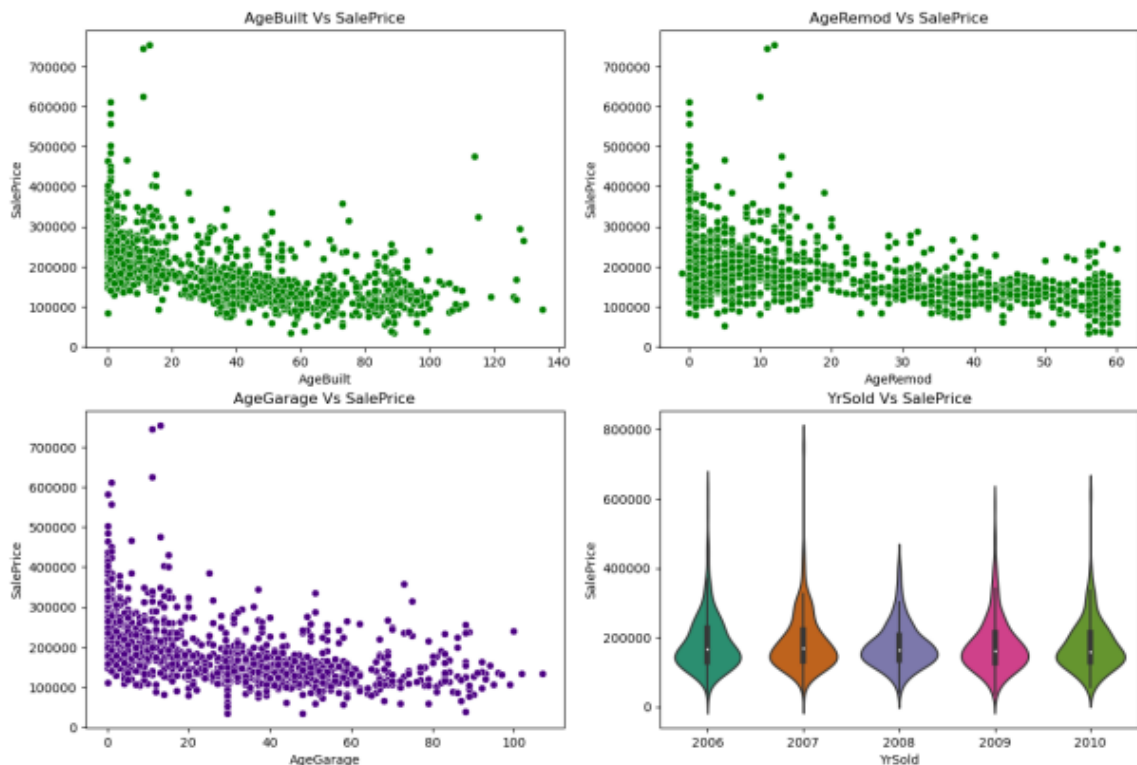 AgeBuilt Vs SalePrice
SalePrice
700000
600000
500000
400000
300000
200000
100000
0
0 20 40 60 80 100 120 140
AgeBuilt
AgeRemod Vs SalePrice
SalePrice
700000
600000
500000
400000
300000
200000
100000
0
0 10 20 30 40 50 60
AgeRemod
AgeGarage Vs SalePrice
SalePrice
700000
600000
500000
400000
300000
200000
100000
0
0 20 40 60 80 100
AgeGarage
YrSold Vs SalePrice
SalePrice
800000
600000
400000
200000
0
2006 2007 2008 2009 2010
YrSold